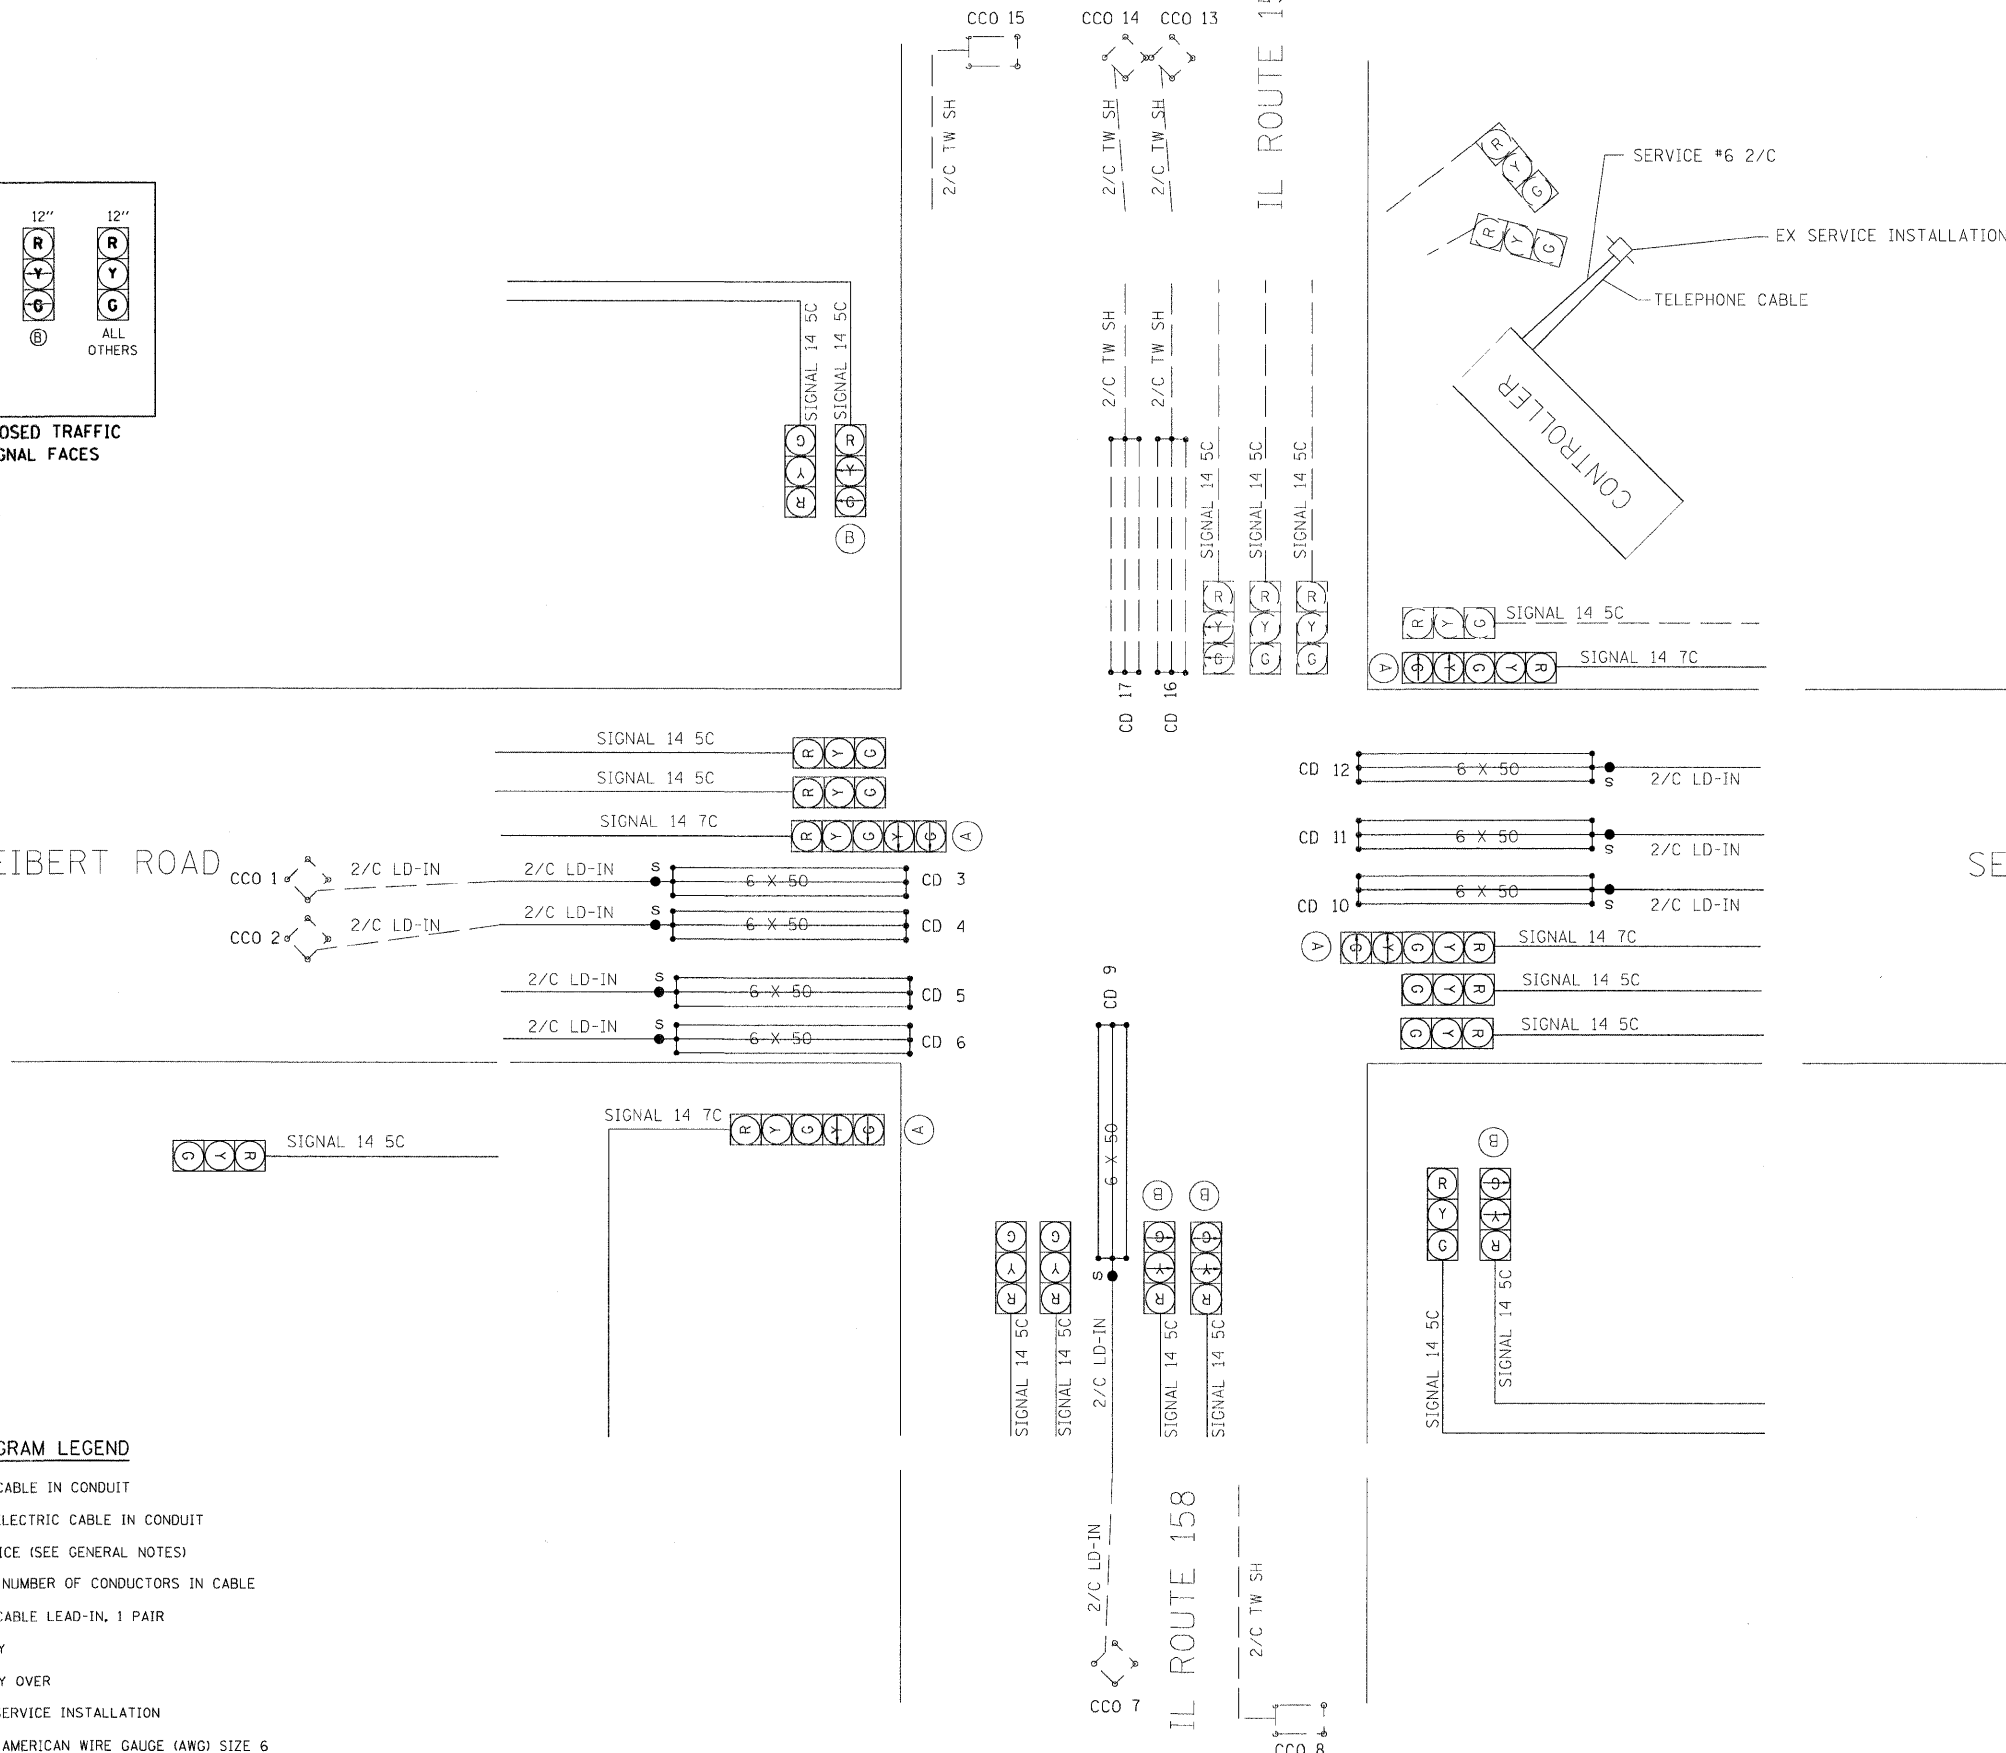 CCO 15
CCO 14
CCO 13
IL ROUTE 15
2/C TW SH
2/C TW SH
2/C TW SH
SERVICE #6 2/C
EX SERVICE INSTALLATION
TELEPHONE CABLE
CONTROLLER
R Y G
R Y G
12"
12"
R
Y
G
R
Y
G
B
ALL
OTHERS
OSED TRAFFIC
GNAL FACES
SIGNAL 14 5C
SIGNAL 14 5C
G
Y
R
R
Y
G
B
2/C TW SH
2/C TW SH
SIGNAL 14 5C
SIGNAL 14 5C
SIGNAL 14 5C
R
Y
G
R
Y
G
R
Y
G
CD 17
CD 16
R Y G SIGNAL 14 5C
A G Y G Y R SIGNAL 14 7C
SIGNAL 14 5C R Y G
SIGNAL 14 5C R Y G
SIGNAL 14 7C R Y G Y G A
EIBERT ROAD
SE
CCO 1 2/C LD-IN 2/C LD-IN S 6 X 50 CD 3
CCO 2 2/C LD-IN 2/C LD-IN S 6 X 50 CD 4
2/C LD-IN S 6 X 50 CD 5
2/C LD-IN S 6 X 50 CD 6
CD 12 6 X 50 S 2/C LD-IN
CD 11 6 X 50 S 2/C LD-IN
CD 10 6 X 50 S 2/C LD-IN
A G Y G Y R SIGNAL 14 7C
G Y R SIGNAL 14 5C
G Y R SIGNAL 14 5C
SIGNAL 14 7C R Y G Y G A
G Y R SIGNAL 14 5C
CD 9
6 X 50
S
2/C LD-IN
B
B
G
Y
R
G
Y
R
G
Y
R
G
Y
R
SIGNAL 14 5C
SIGNAL 14 5C
SIGNAL 14 5C
SIGNAL 14 5C
B
R
Y
G
G
Y
R
SIGNAL 14 5C
SIGNAL 14 5C
2/C LD-IN
CCO 7
IL ROUTE 158
2/C TW SH
CCO 8
GRAM LEGEND
CABLE IN CONDUIT
LECTRIC CABLE IN CONDUIT
ICE (SEE GENERAL NOTES)
NUMBER OF CONDUCTORS IN CABLE
CABLE LEAD-IN, 1 PAIR
Y
Y OVER
SERVICE INSTALLATION
AMERICAN WIRE GAUGE (AWG) SIZE 6